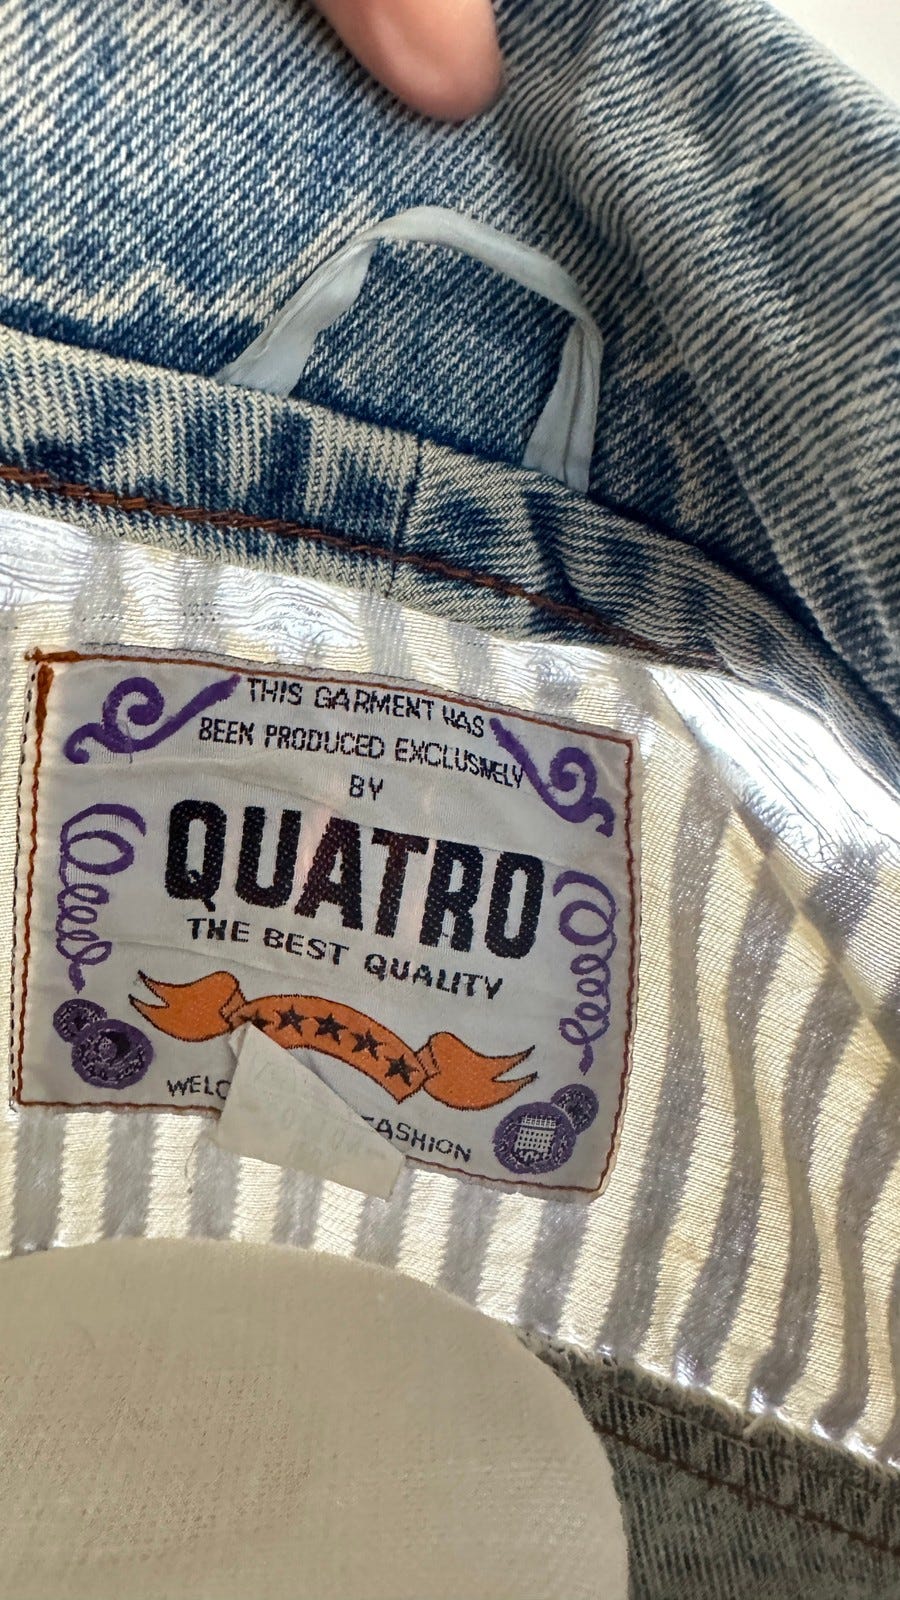 THIS GARMENT HAS
BEEN PRODUCED EXCLUSIVELY
BY
QUATRO
THE BEST QUALITY
FASHION